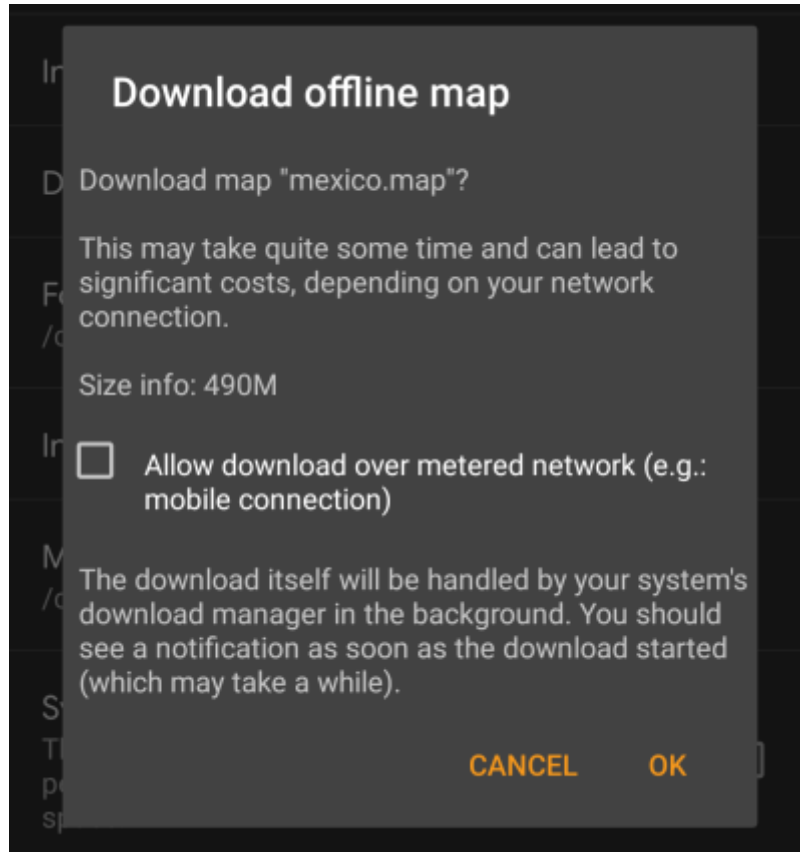 Download offline map
Download map "mexico.map"?
This may take quite some time and can lead to
significant costs, depending on your network
connection.
Size info: 490M
Allow download over metered network (e.g.:
mobile connection)
The download itself will be handled by your system's
download manager in the background. You should
see a notification as soon as the download started
(which may take a while).
CANCEL OK